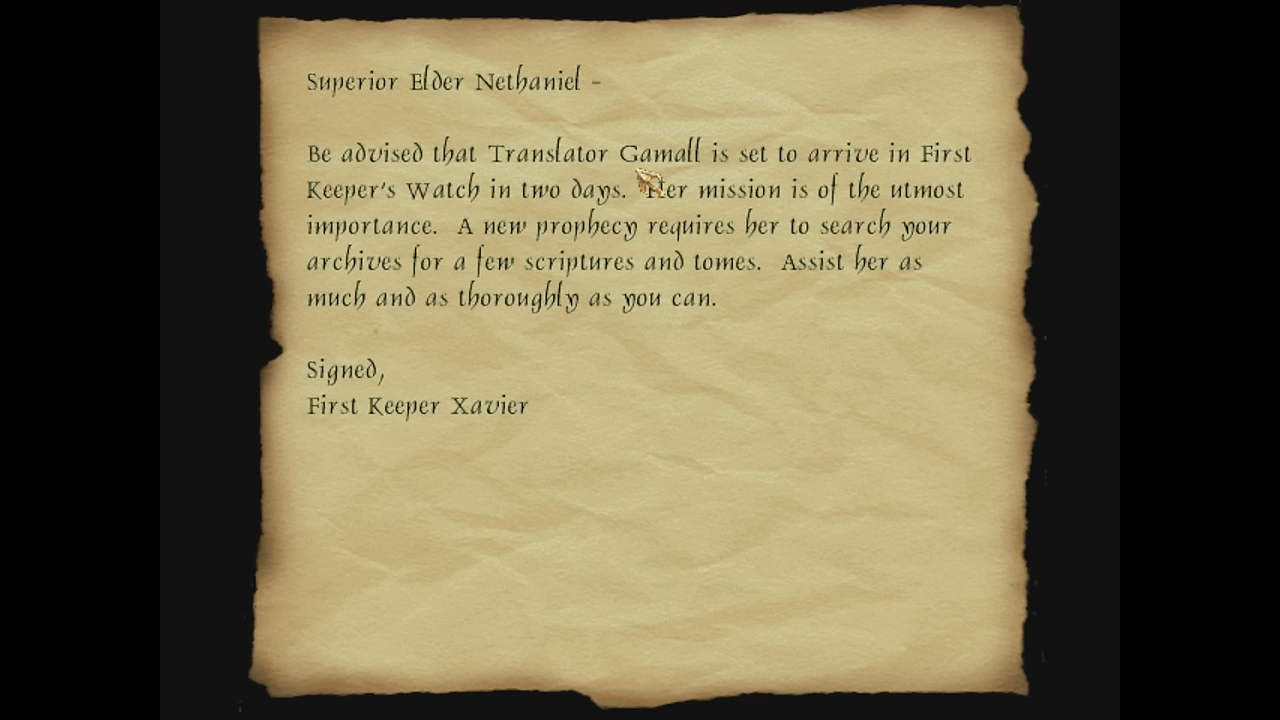 Superior Elder Nethaniel -
Be advised that Translator Gamall is set to arrive in First
Keeper's Watch in two days.  Her mission is of the utmost
importance.  A new prophecy requires her to search your
archives for a few scriptures and tomes.  Assist her as
much and as thoroughly as you can.
Signed,
First Keeper Xavier